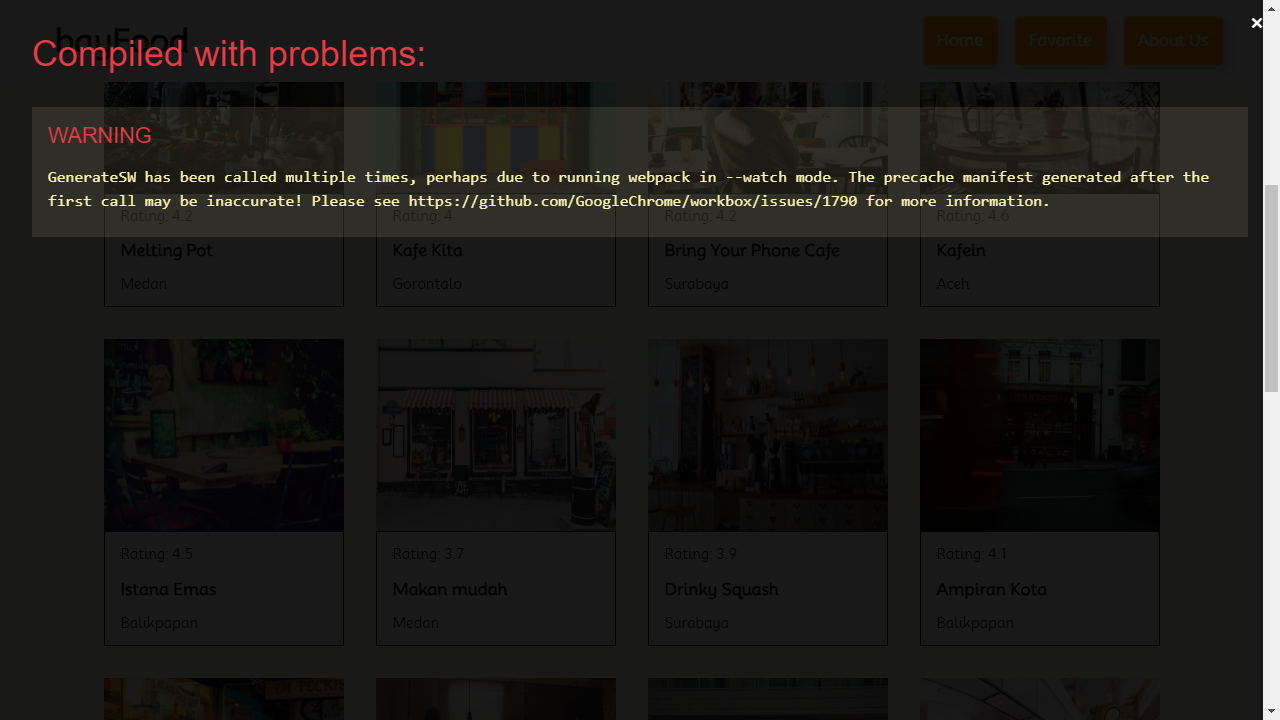 bayFood
Home
Favorite
About Us
×
Compiled with problems:
WARNING
GenerateSW has been called multiple times, perhaps due to running webpack in --watch mode. The precache manifest generated after the
first call may be inaccurate! Please see https://github.com/GoogleChrome/workbox/issues/1790 for more information.
Rating: 4.2
Rating: 4
Rating: 4.2
Rating: 4.6
Melting Pot
Kafe Kita
Bring Your Phone Cafe
Kafein
Medan
Gorontalo
Surabaya
Aceh
Rating: 4.5
Rating: 3.7
Rating: 3.9
Rating: 4.1
Istana Emas
Makan mudah
Drinky Squash
Ampiran Kota
Balikpapan
Medan
Surabaya
Balikpapan